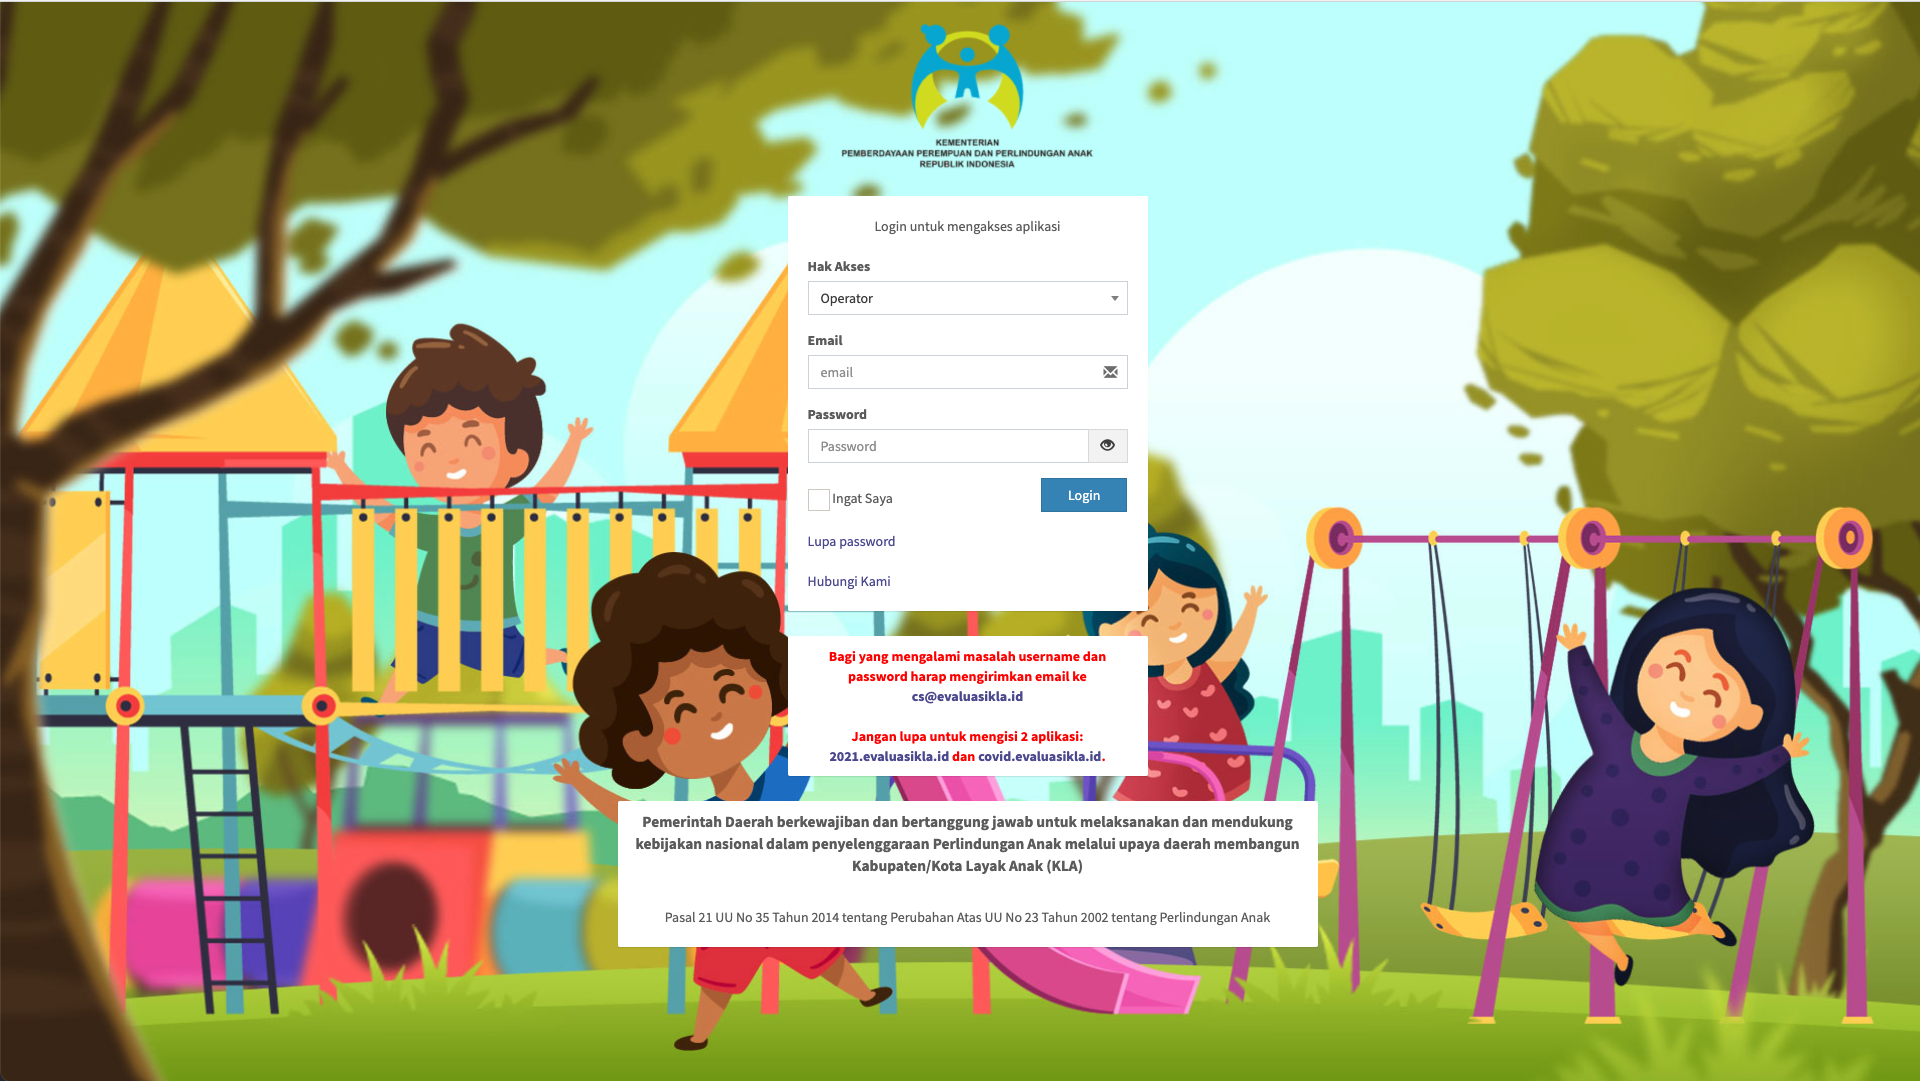 KEMENTERIAN
PEMBERDAYAAN PEREMPUAN DAN PERLINDUNGAN ANAK
REPUBLIK INDONESIA
Login untuk mengakses aplikasi
Hak Akses
Operator
Email
email
Password
Password
Ingat Saya
Login
Lupa password
Hubungi Kami
Bagi yang mengalami masalah username dan
password harap mengirimkan email ke
cs@evaluasikla.id
Jangan lupa untuk mengisi 2 aplikasi:
2021.evaluasikla.id dan covid.evaluasikla.id.
Pemerintah Daerah berkewajiban dan bertanggung jawab untuk melaksanakan dan mendukung
kebijakan nasional dalam penyelenggaraan Perlindungan Anak melalui upaya daerah membangun
Kabupaten/Kota Layak Anak (KLA)
Pasal 21 UU No 35 Tahun 2014 tentang Perubahan Atas UU No 23 Tahun 2002 tentang Perlindungan Anak